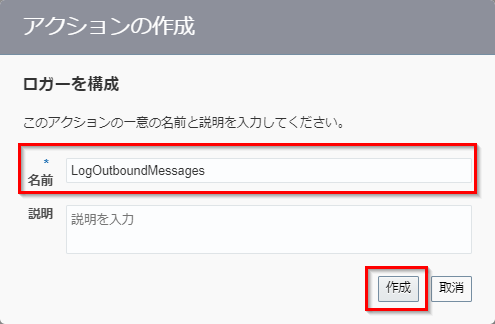 アクションの作成
ロガーを構成
このアクションの一意の名前と説明を入力してください。
*
名前
LogOutboundMessages
説明
説明を入力
作成
取消